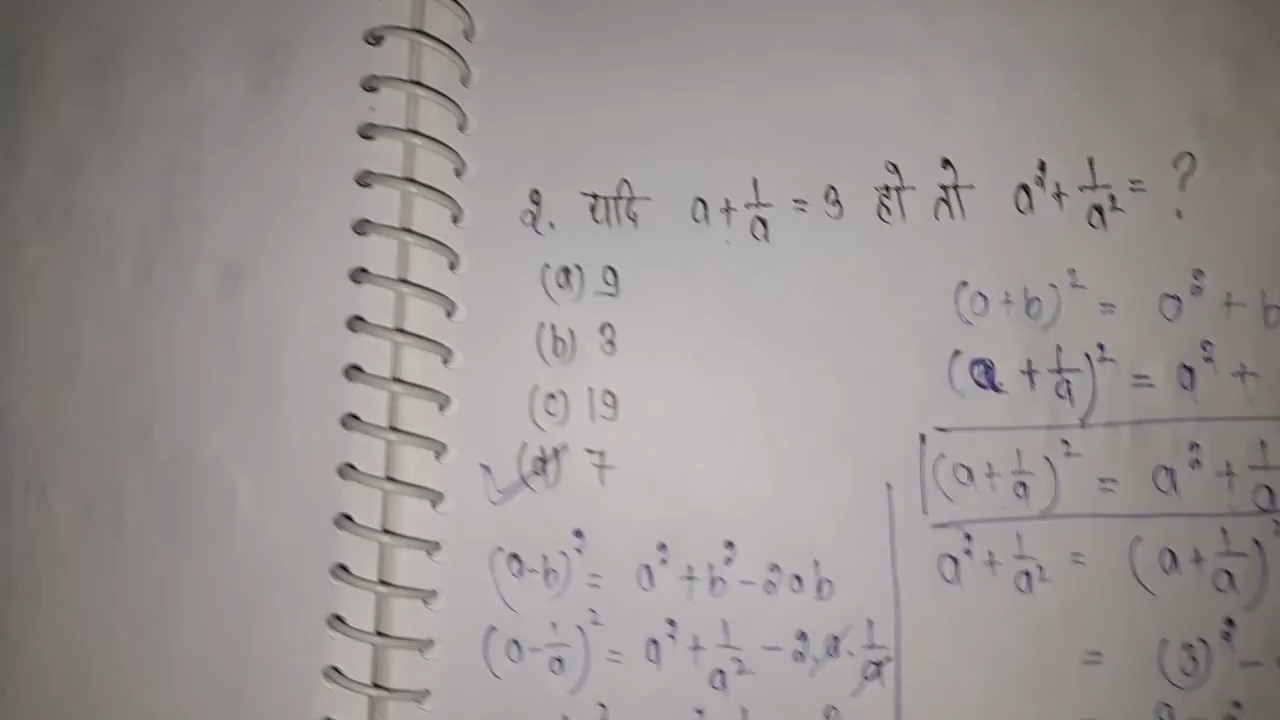 2. यदि a + 1/a = 3 हो तो a² + 1/a² = ?
(a) 9
(b) 3
(c) 19
(d) 7
(a-b)² = a² + b² - 2ab
(a - 1/a)² = a² + 1/a² - 2.a.1/a
(a+b)² = a² + b
(a + 1/a)² = a² +
(a + 1/a)² = a² + 1/a
a² + 1/a² = (a + 1/a)
= (3)² -